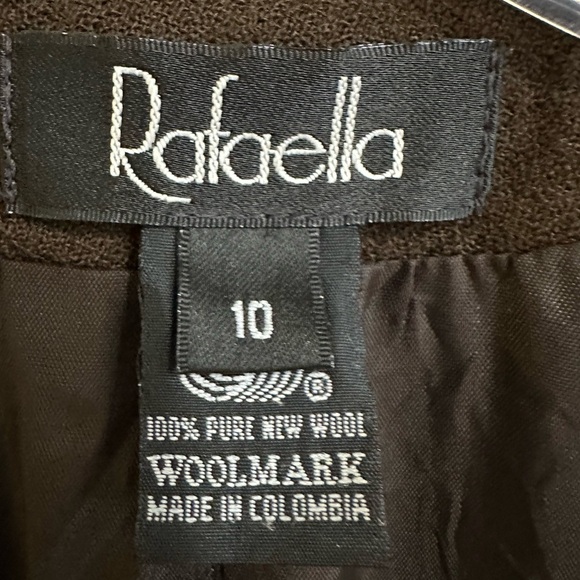 Rafaella
10
®
100% PURE NEW WOOL
WOOLMARK
MADE IN COLOMBIA